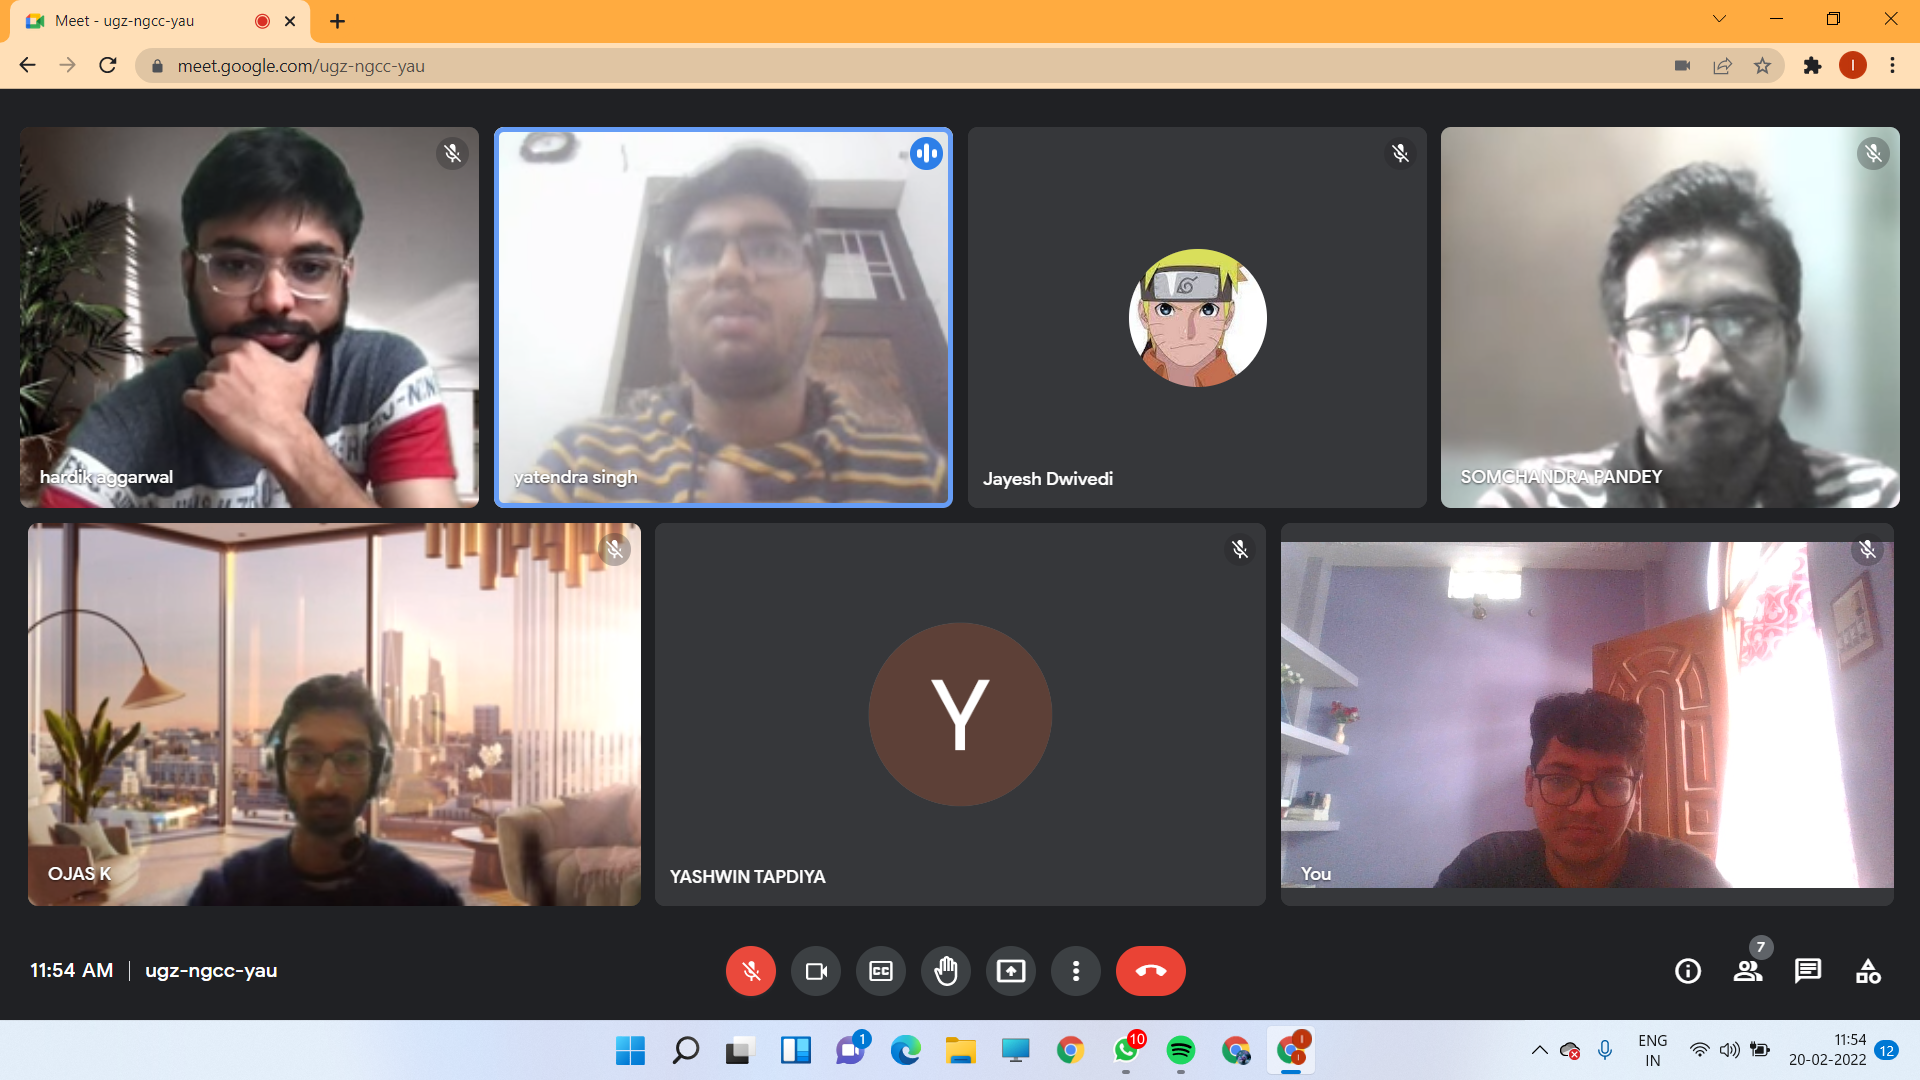 Meet - ugz-ngcc-yau
meet.google.com/ugz-ngcc-yau
I
hardik aggarwal
yatendra singh
Jayesh Dwivedi
SOMCHANDRA PANDEY
OJAS K
Y
YASHWIN TAPDIYA
You
11:54 AM | ugz-ngcc-yau
CC
7
1
10
ENG
IN
11:54
20-02-2022
12